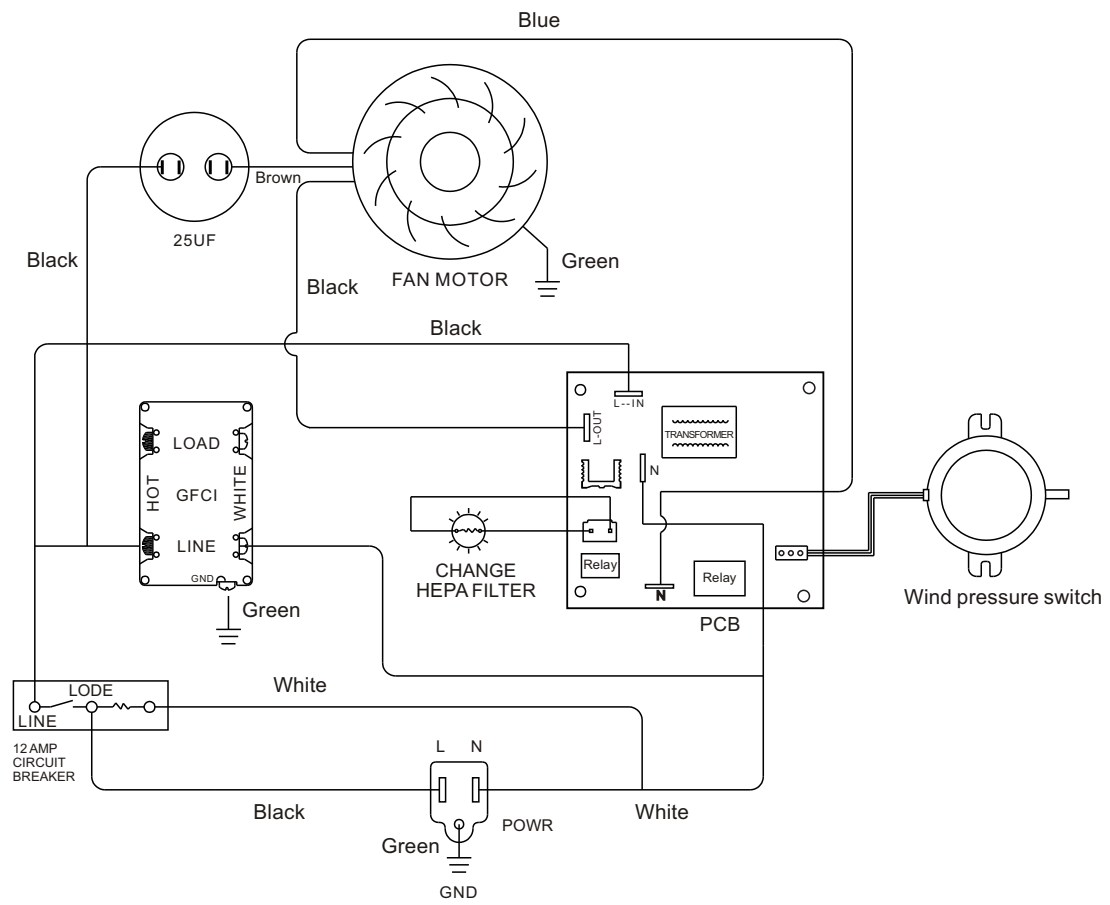 Blue
Brown
25UF
Black
FAN MOTOR
Green
Black
Black
L--IN
L-OUT
TRANSFORMER
N
LOAD
HOT
GFCI
WHITE
LINE
GND
Green
CHANGE
HEPA FILTER
Relay
Relay
N
PCB
Wind pressure switch
LODE
LINE
White
12 AMP
CIRCUIT
BREAKER
L
N
Black
White
POWR
Green
GND